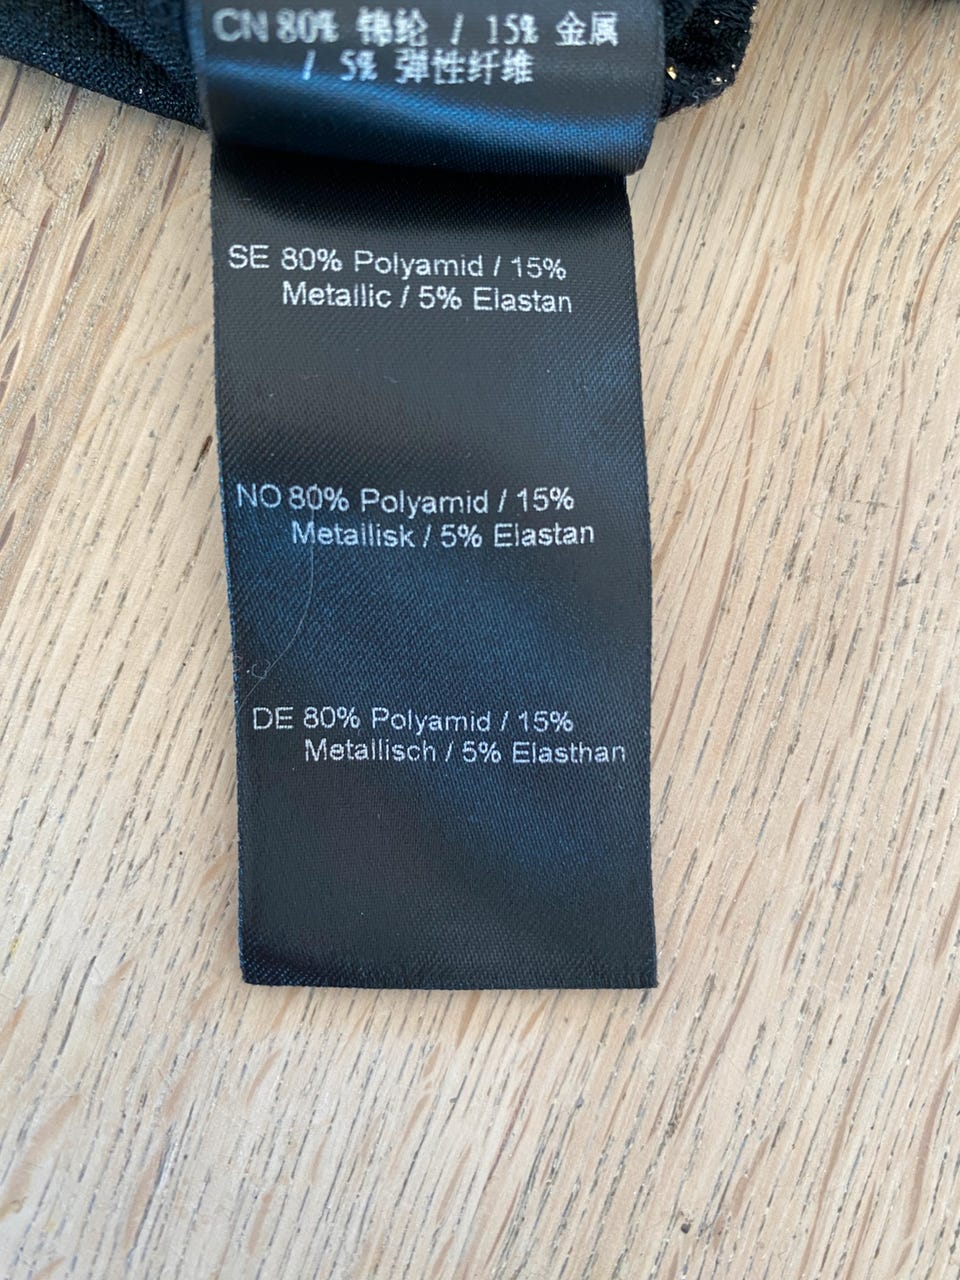 CN 80% 锦纶 / 15% 金属
/ 5% 弹性纤维
SE 80% Polyamid / 15%
Metallic / 5% Elastan
NO 80% Polyamid / 15%
Metallisk / 5% Elastan
DE 80% Polyamid / 15%
Metallisch / 5% Elasthan